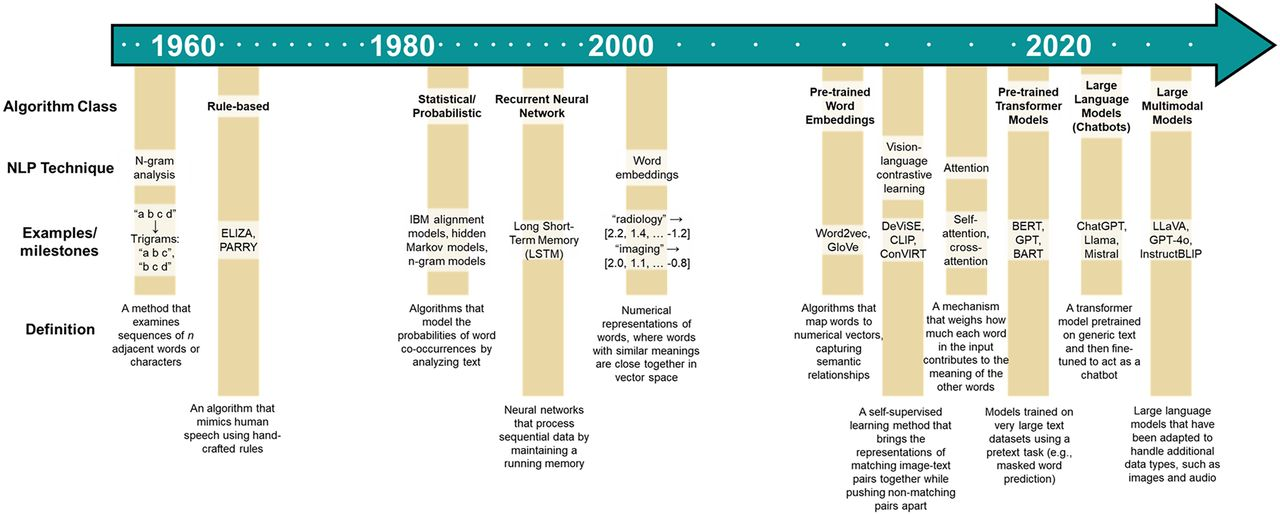 1960
1980
2000
2020
Algorithm Class
Rule-based
Statistical/
Probabilistic
Recurrent Neural
Network
Pre-trained
Word
Embeddings
Pre-trained
Transformer
Models
Large
Language
Models
(Chatbots)
Large
Multimodal
Models
NLP Technique
N-gram
analysis
Word
embeddings
Vision-
language
contrastive
learning
Attention
Examples/
milestones
“a b c d”
↓
Trigrams:
“a b c”,
“b c d”
ELIZA,
PARRY
IBM alignment
models, hidden
Markov models,
n-gram models
Long Short-
Term Memory
(LSTM)
“radiology” →
[2.2, 1.4, … -1.2]
“imaging” →
[2.0, 1.1, … -0.8]
Word2vec,
GloVe
DeViSE,
CLIP,
ConVIRT
Self-
attention,
cross-
attention
BERT,
GPT,
BART
ChatGPT,
Llama,
Mistral
LLaVA,
GPT-4o,
InstructBLIP
Definition
A method that
examines
sequences of n
adjacent words or
characters
An algorithm that
mimics human
speech using hand-
crafted rules
Algorithms that
model the
probabilities of word
co-occurrences by
analyzing text
Neural networks
that process
sequential data by
maintaining a
running memory
Numerical
representations of
words, where words
with similar meanings
are close together in
vector space
Algorithms that
map words to
numerical vectors,
capturing
semantic
relationships
A self-supervised
learning method that
brings the
representations of
matching image-text
pairs together while
pushing non-matching
pairs apart
A mechanism
that weighs how
much each word
in the input
contributes to the
meaning of the
other words
Models trained on
very large text
datasets using a
pretext task (e.g.,
masked word
prediction)
A transformer
model pretrained
on generic text
and then fine-
tuned to act as a
chatbot
Large language
models that have
been adapted to
handle additional
data types, such as
images and audio